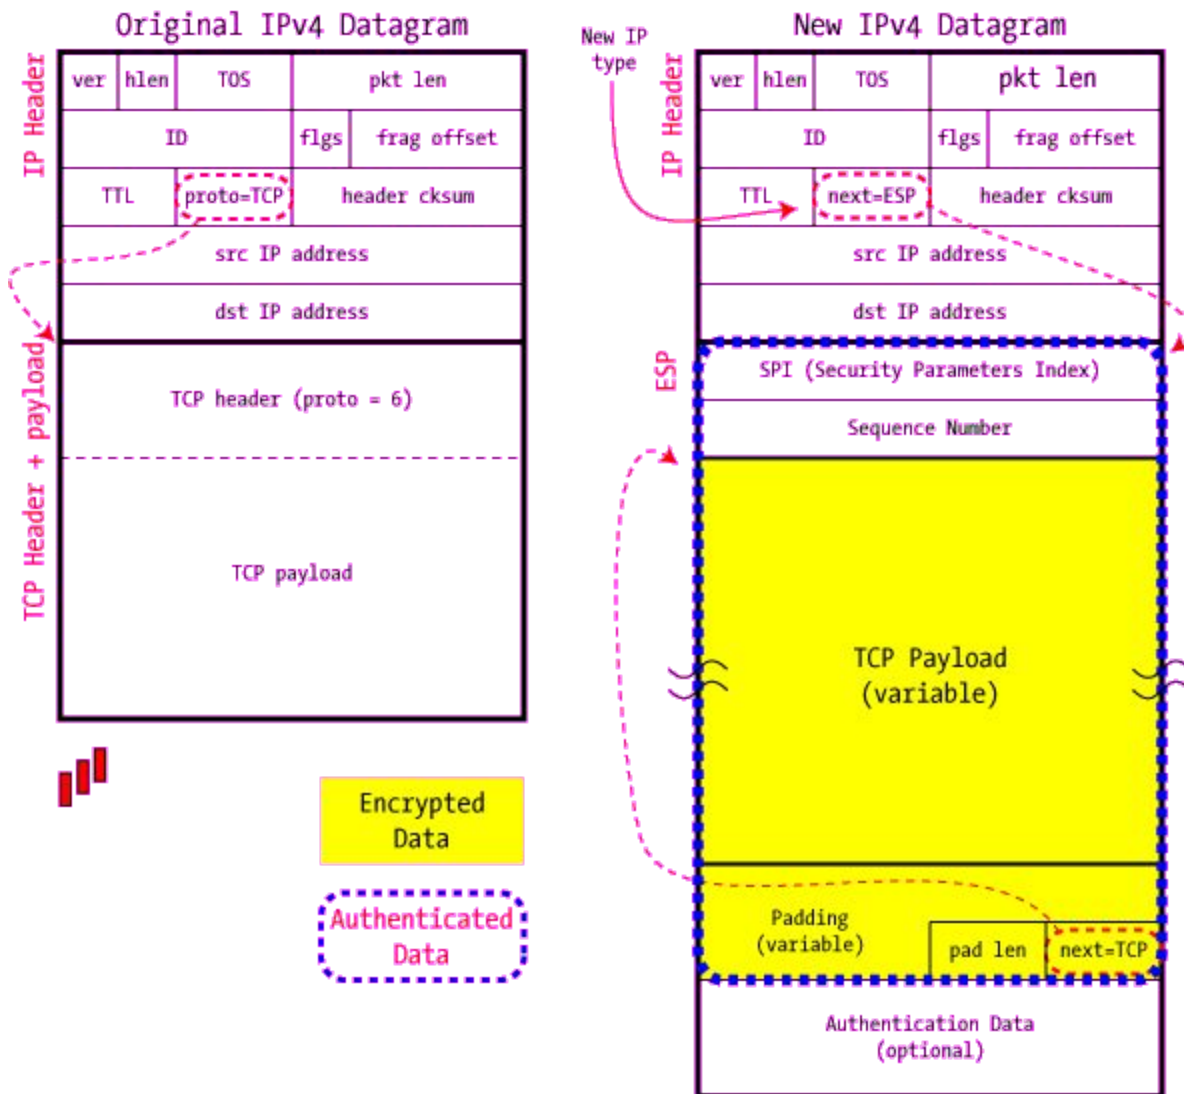 Original IPv4 Datagram
IP Header
ver hlen TOS pkt len
ID flgs frag offset
TTL proto=TCP header cksum
src IP address
dst IP address
TCP Header + payload
TCP header (proto = 6)
TCP payload
Encrypted
Data
Authenticated
Data
New IPv4 Datagram
New IP
type
IP Header
ver hlen TOS pkt len
ID flgs frag offset
TTL next=ESP header cksum
src IP address
dst IP address
ESP
SPI (Security Parameters Index)
Sequence Number
TCP Payload
(variable)
Padding
(variable)
pad len next=TCP
Authentication Data
(optional)